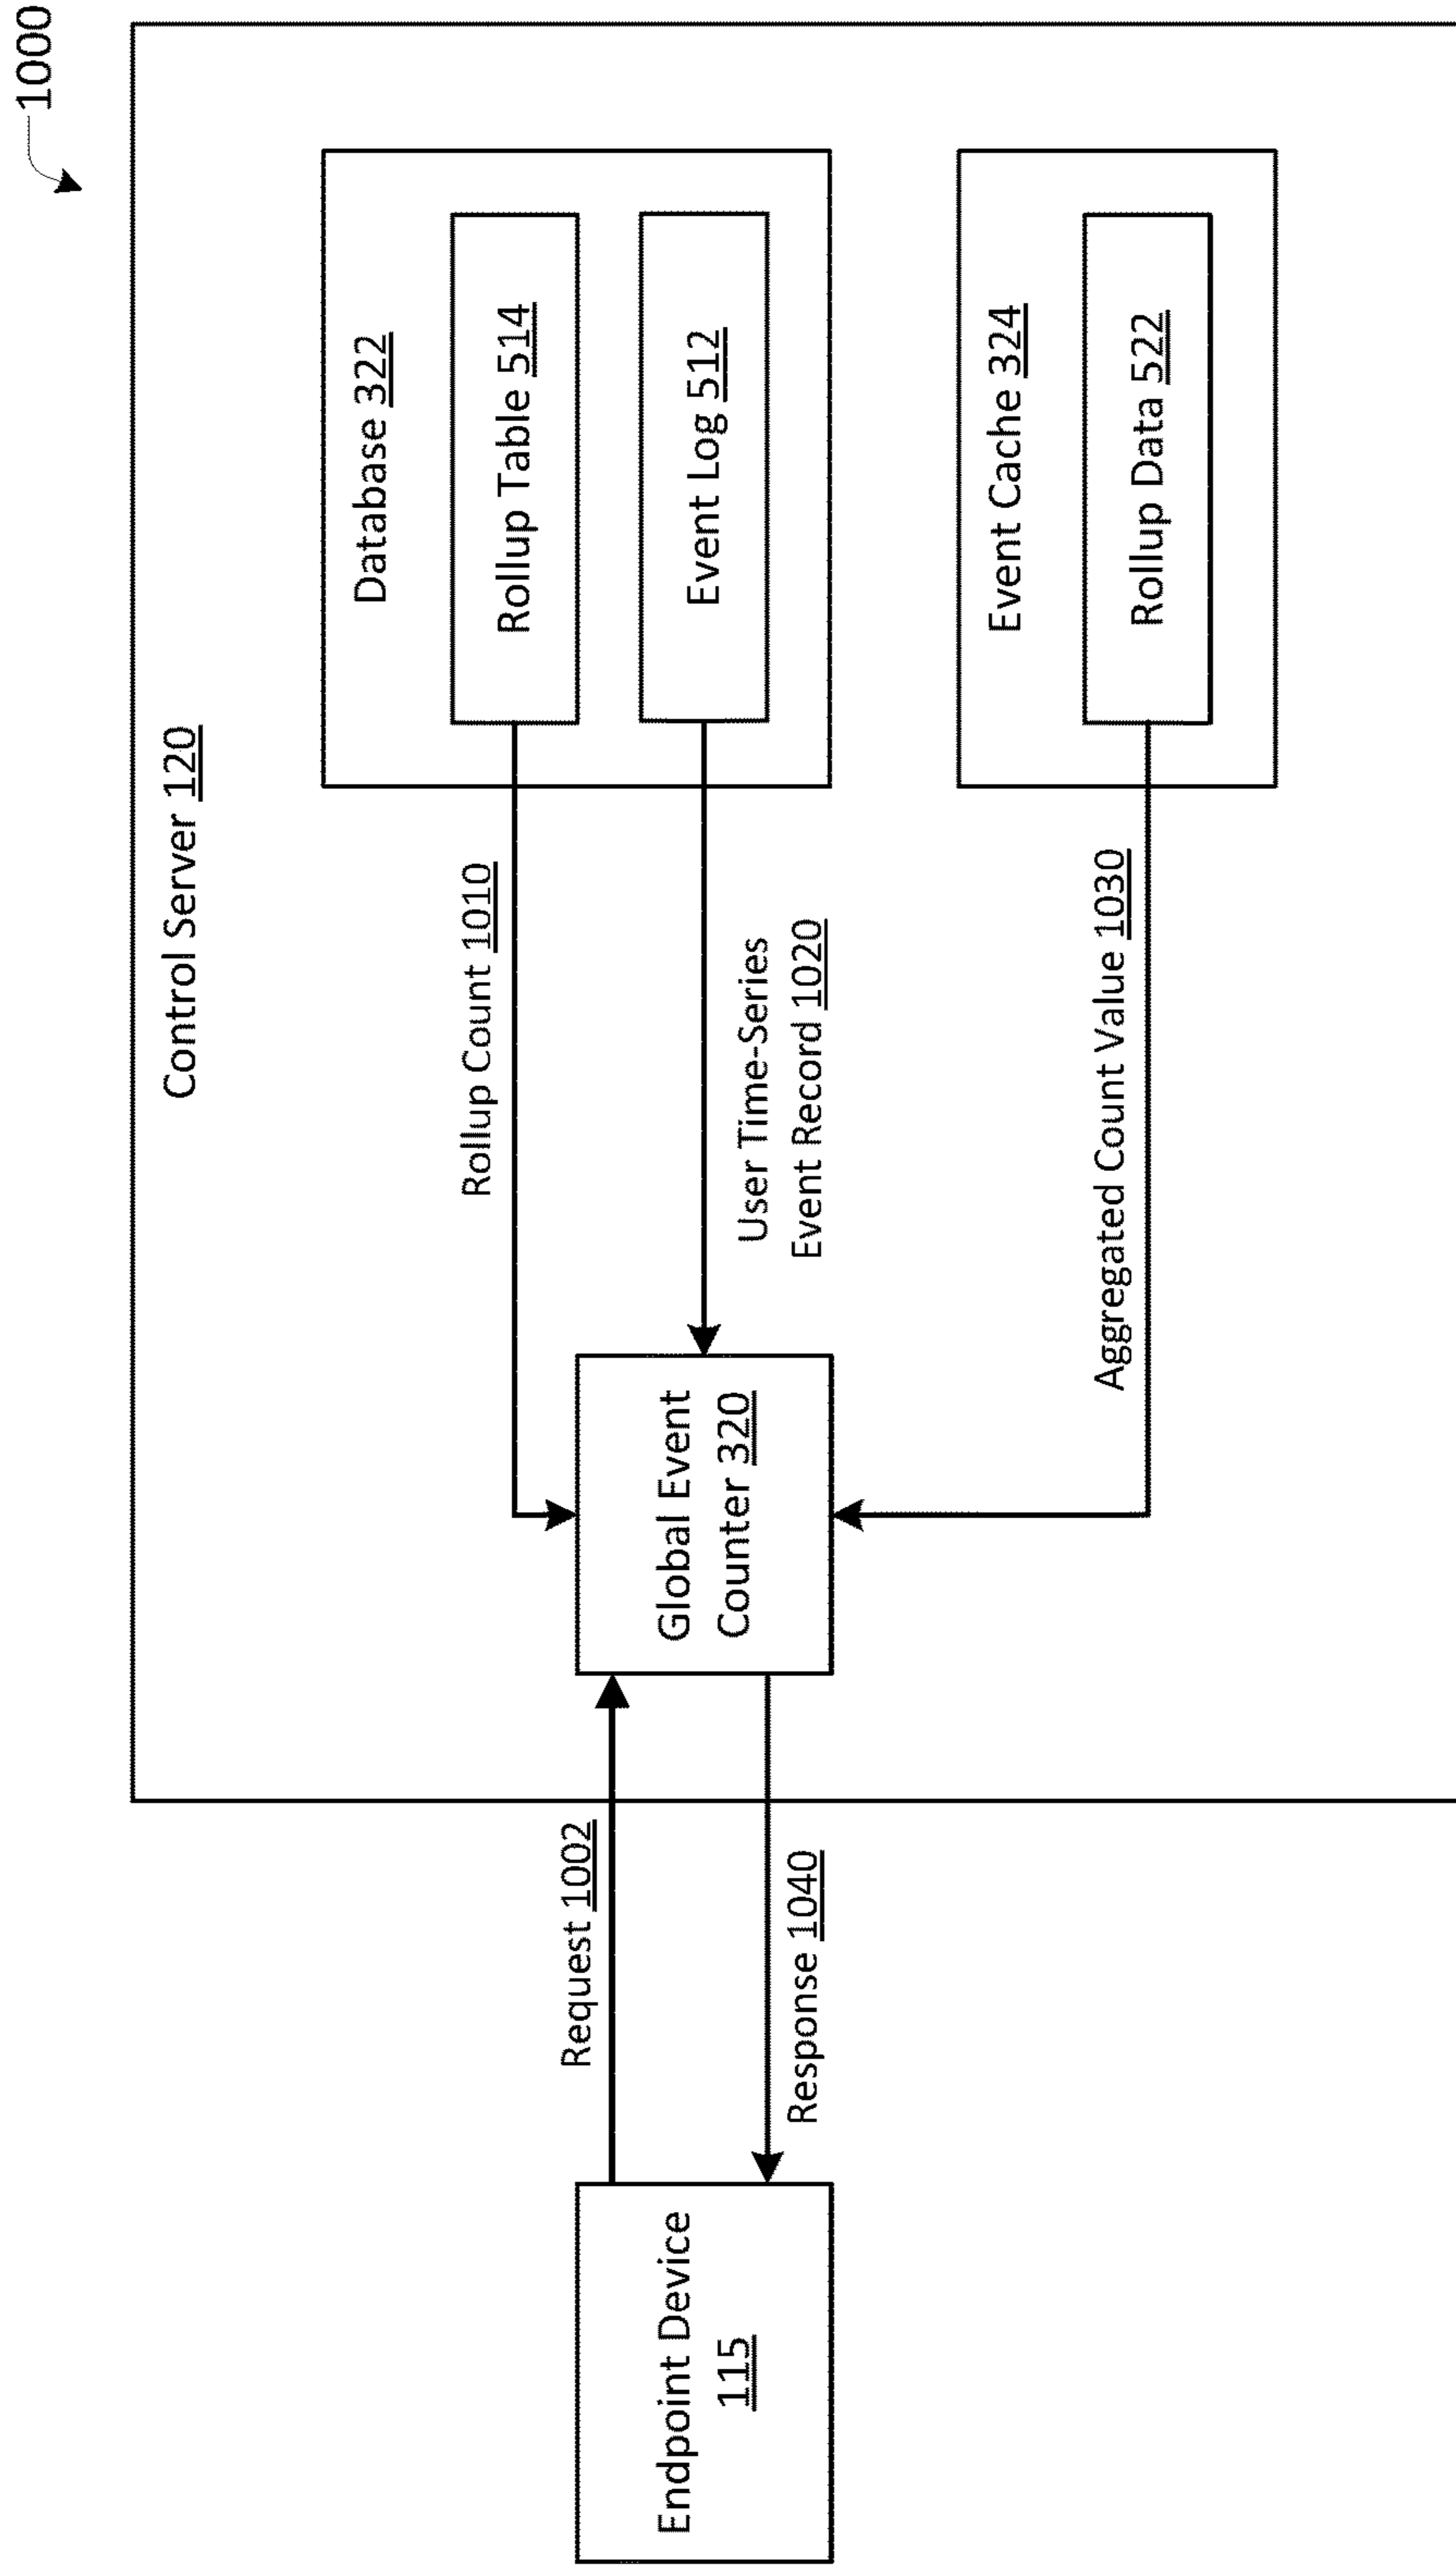 1000
Control Server 120
Database 322
Rollup Table 514
Rollup Count 1010
Event Log 512
User Time-Series
Event Record 1020
Request 1002
Global Event
Counter 320
Endpoint Device
115
Response 1040
Event Cache 324
Aggregated Count Value 1030
Rollup Data 522